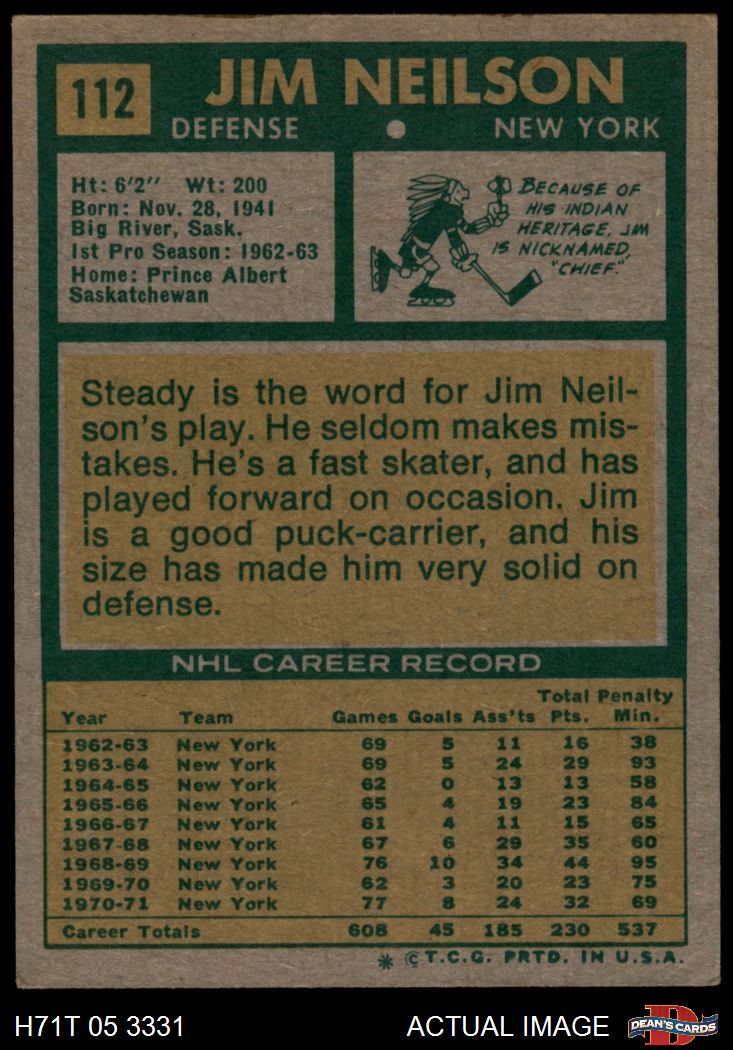 112
JIM NEILSON
DEFENSE • NEW YORK
Ht: 6'2" Wt: 200
Born: Nov. 28, 1941
Big River, Sask.
1st Pro Season: 1962-63
Home: Prince Albert
Saskatchewan
BECAUSE OF
HIS INDIAN
HERITAGE, JIM
IS NICKNAMED,
"CHIEF."
Steady is the word for Jim Neil-
son's play. He seldom makes mis-
takes. He's a fast skater, and has
played forward on occasion. Jim
is a good puck-carrier, and his
size has made him very solid on
defense.
NHL CAREER RECORD
Total Penalty
Year Team Games Goals Ass'ts Pts. Min.
1962-63 New York 69 5 11 16 38
1963-64 New York 69 5 24 29 93
1964-65 New York 62 0 13 13 58
1965-66 New York 65 4 19 23 84
1966-67 New York 61 4 11 15 65
1967-68 New York 67 6 29 35 60
1968-69 New York 76 10 34 44 95
1969-70 New York 62 3 20 23 75
1970-71 New York 77 8 24 32 69
Career Totals 608 45 185 230 537
* © T.C.G. PRTD. IN U.S.A.
H71T 05 3331 ACTUAL IMAGE
D
DEAN'S CARDS